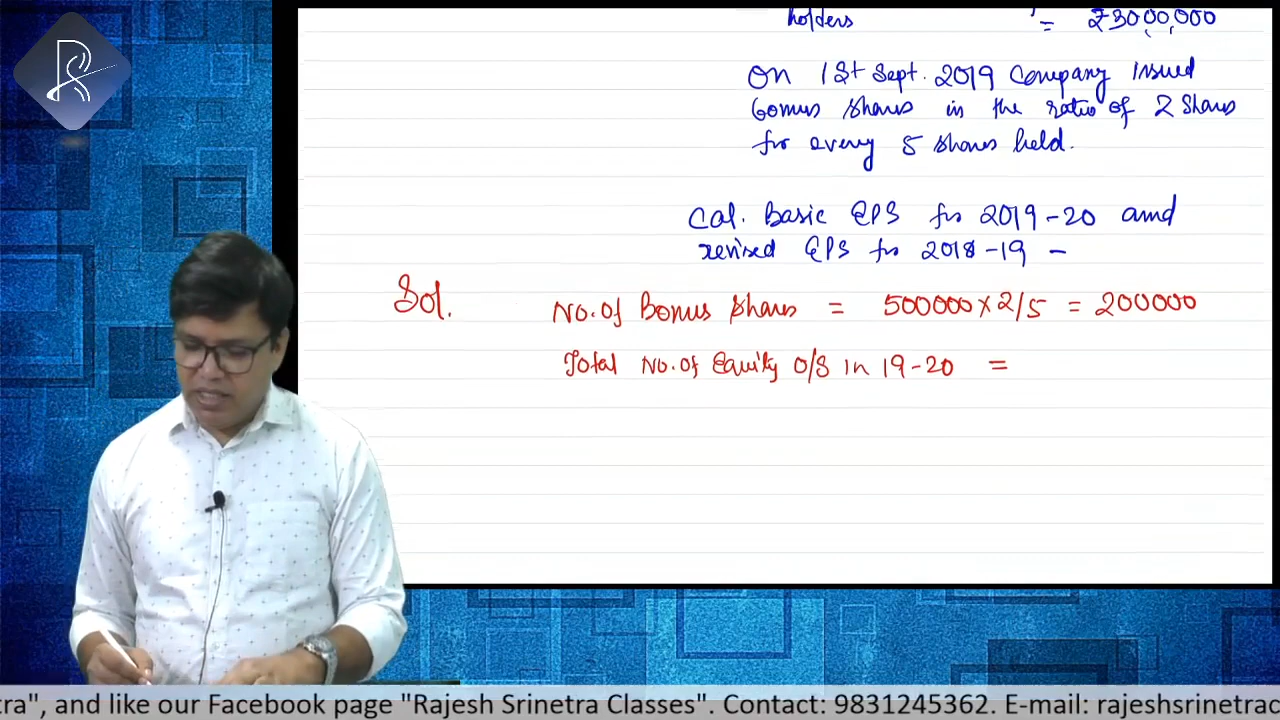 holders = ₹30,00,000
On 1st Sept. 2019 Company issued
bonus shares in the ratio of 2 shares
for every 5 shares held.
Cal. Basic EPS for 2019-20 and
revised EPS for 2018-19 -
Sol. No. of Bonus Shares = 500000 × 2/5 = 200000
Total No. of Equity O/S in 19-20 =
tra", and like our Facebook page "Rajesh Srinetra Classes". Contact: 9831245362. E-mail: rajeshsrinetrac